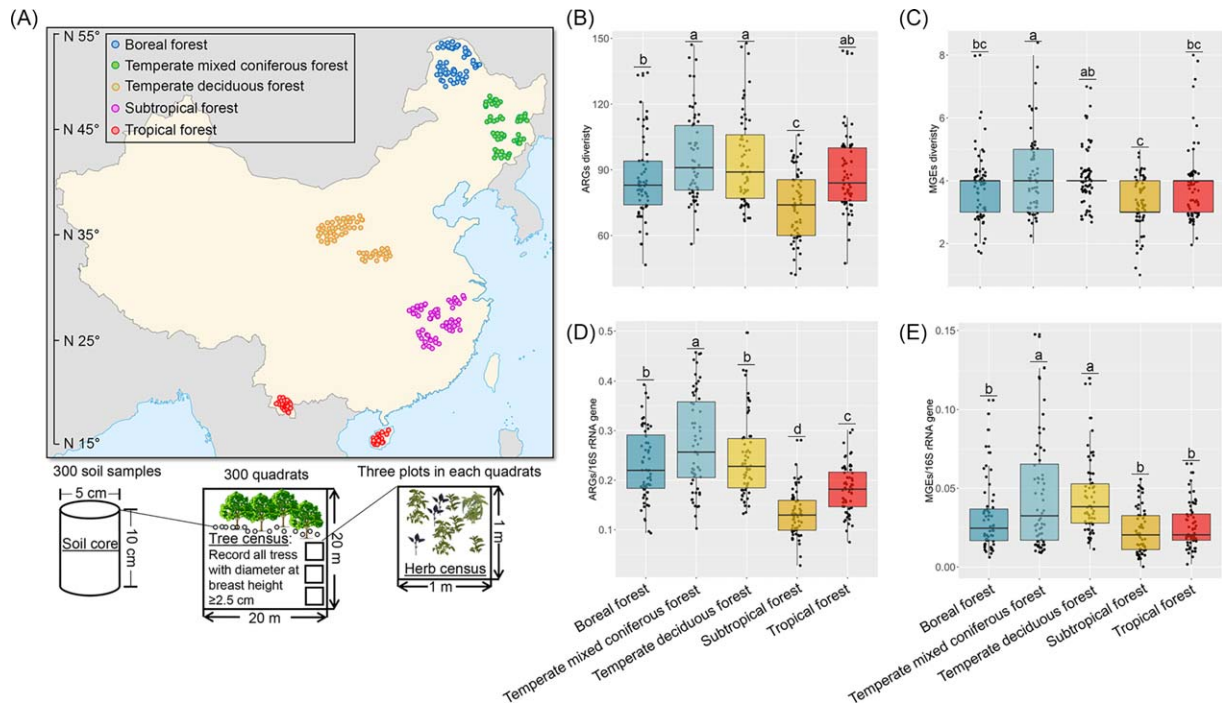 (A)
N 55°
N 45°
N 35°
N 25°
N 15°
Boreal forest
Temperate mixed coniferous forest
Temperate deciduous forest
Subtropical forest
Tropical forest
300 soil samples
5 cm
Soil core
10 cm
300 quadrats
Tree census:
Record all tress
with diameter at
breast height
≥2.5 cm
20 m
20 m
Three plots in each quadrats
Herb census
1m
1 m
(B)
ARGs diveristy
150
120
90
60
b
a
a
c
ab
(C)
MGEs diveristy
8
6
4
2
bc
a
ab
c
bc
(D)
ARGs/16S rRNA gene
0.5
0.4
0.3
0.2
0.1
b
a
b
d
c
Boreal forest
Temperate mixed coniferous forest
Temperate deciduous forest
Subtropical forest
Tropical forest
(E)
MGEs/16S rRNA gene
0.15
0.10
0.05
0.00
b
a
a
b
b
Boreal forest
Temperate mixed coniferous forest
Temperate deciduous forest
Subtropical forest
Tropical forest